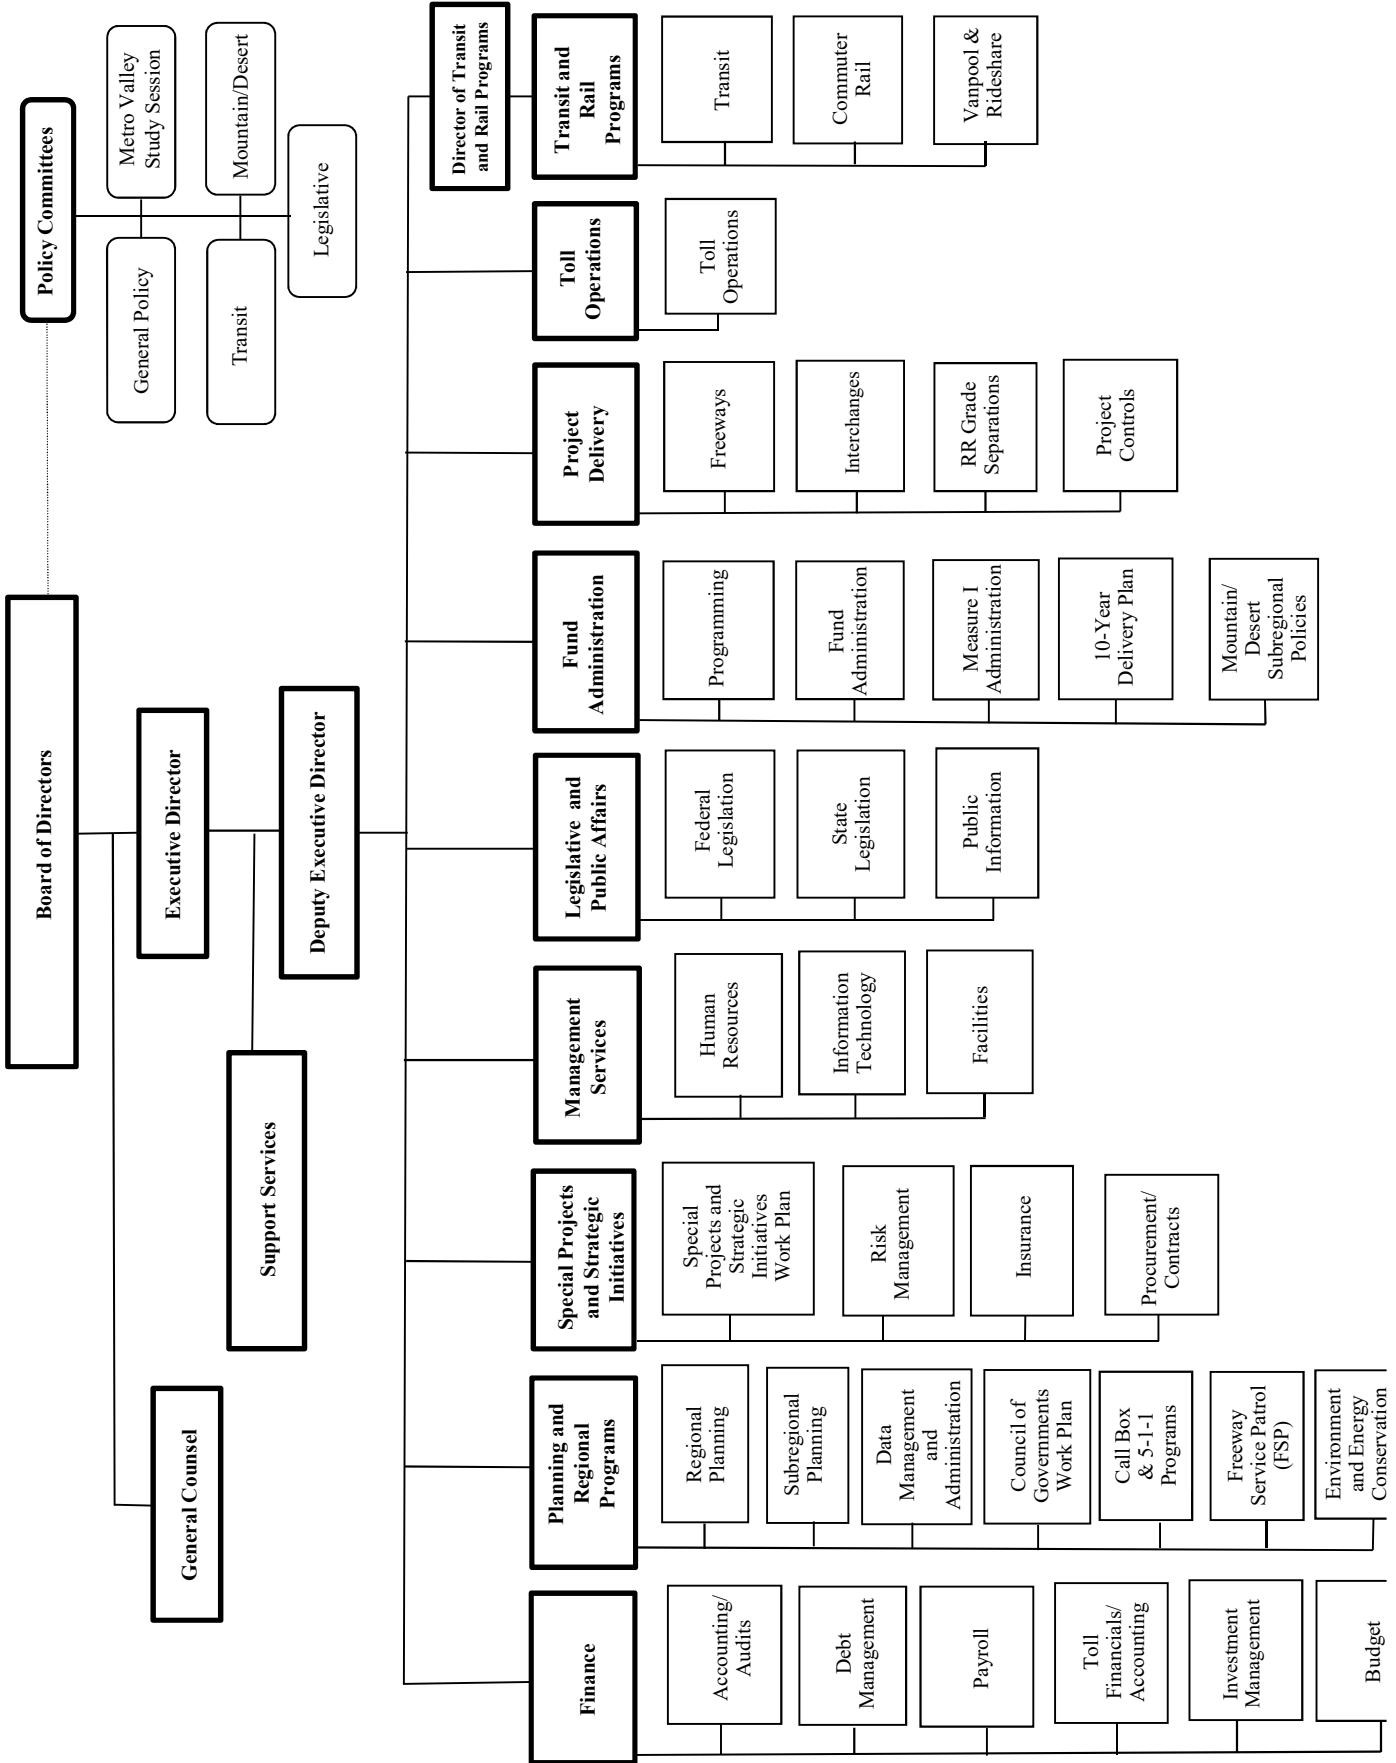 Board of Directors
Policy Committees
General Policy
Metro Valley
Study Session
Transit
Mountain/Desert
Legislative
General Counsel
Executive Director
Support Services
Deputy Executive Director
Director of Transit
and Rail Programs
Finance
Accounting/
Audits
Debt
Management
Payroll
Toll
Financials/
Accounting
Investment
Management
Budget
Planning and
Regional
Programs
Regional
Planning
Subregional
Planning
Data
Management
and
Administration
Council of
Governments
Work Plan
Call Box
& 5-1-1
Programs
Freeway
Service Patrol
(FSP)
Environment
and Energy
Conservation
Special Projects
and Strategic
Initiatives
Special
Projects and
Strategic
Initiatives
Work Plan
Risk
Management
Insurance
Procurement/
Contracts
Management
Services
Human
Resources
Information
Technology
Facilities
Legislative and
Public Affairs
Federal
Legislation
State
Legislation
Public
Information
Fund
Administration
Programming
Fund
Administration
Measure I
Administration
10-Year
Delivery Plan
Mountain/
Desert
Subregional
Policies
Project
Delivery
Freeways
Interchanges
RR Grade
Separations
Project
Controls
Toll
Operations
Toll
Operations
Transit and
Rail
Programs
Transit
Commuter
Rail
Vanpool &
Rideshare